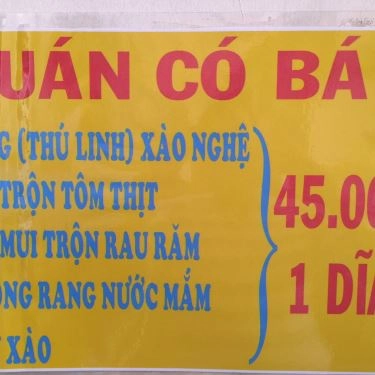 UÁN CÓ BÁ
G (THÚ LINH) XÀO NGHỆ
TRỘN TÔM THỊT
MUI TRỘN RAU RĂM
ÒNG RANG NƯỚC MẮM
XÀO
45.00
1 DĨA